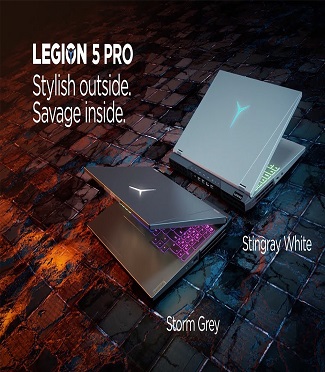 LEGION 5 PRO
Stylish outside.
Savage inside.
Stingray White
Storm Grey